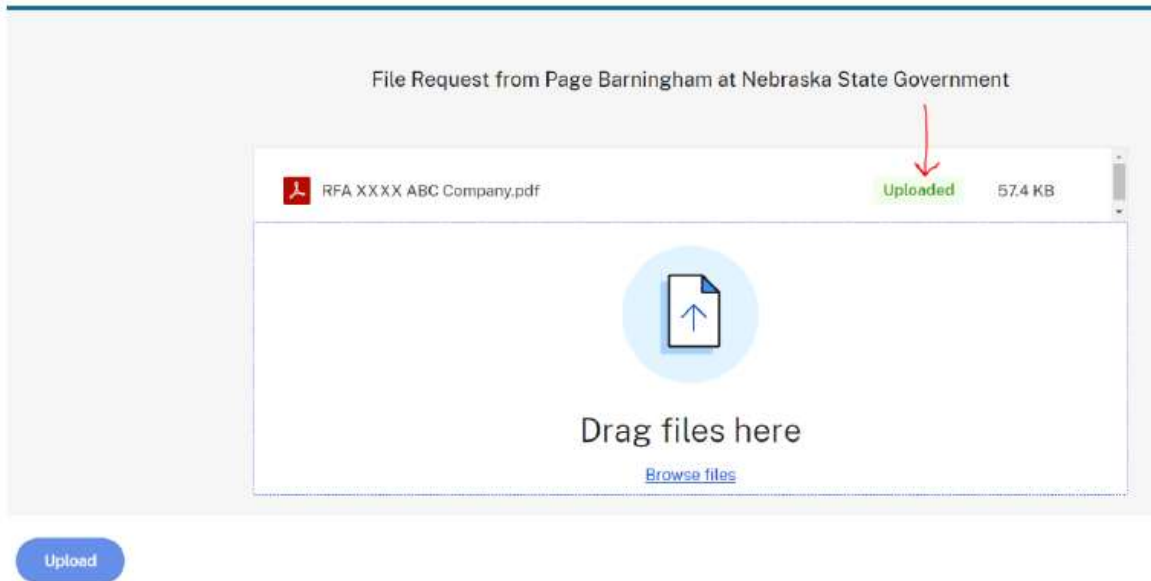 File Request from Page Barningham at Nebraska State Government
RFA XXXX ABC Company.pdf Uploaded 57.4 KB
Drag files here
Browse files
Upload